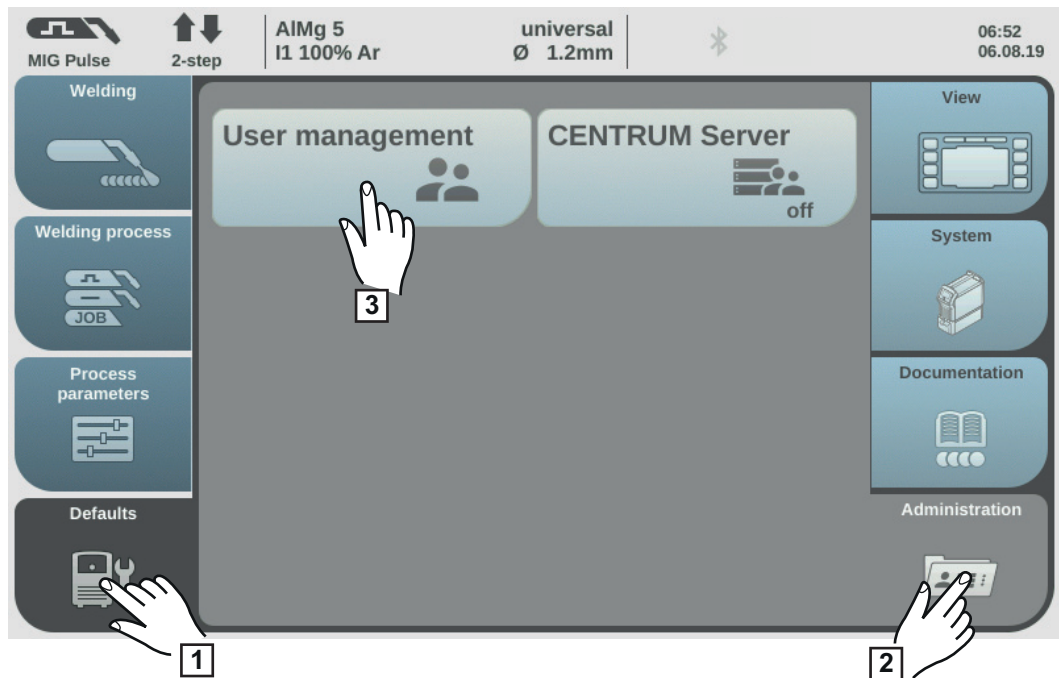 MIG Pulse
2-step
AlMg 5
I1 100% Ar
universal
Ø 1.2mm
06:52
06.08.19
Welding
Welding process
JOB
Process
parameters
Defaults
User management
CENTRUM Server
off
View
System
Documentation
Administration
1
2
3